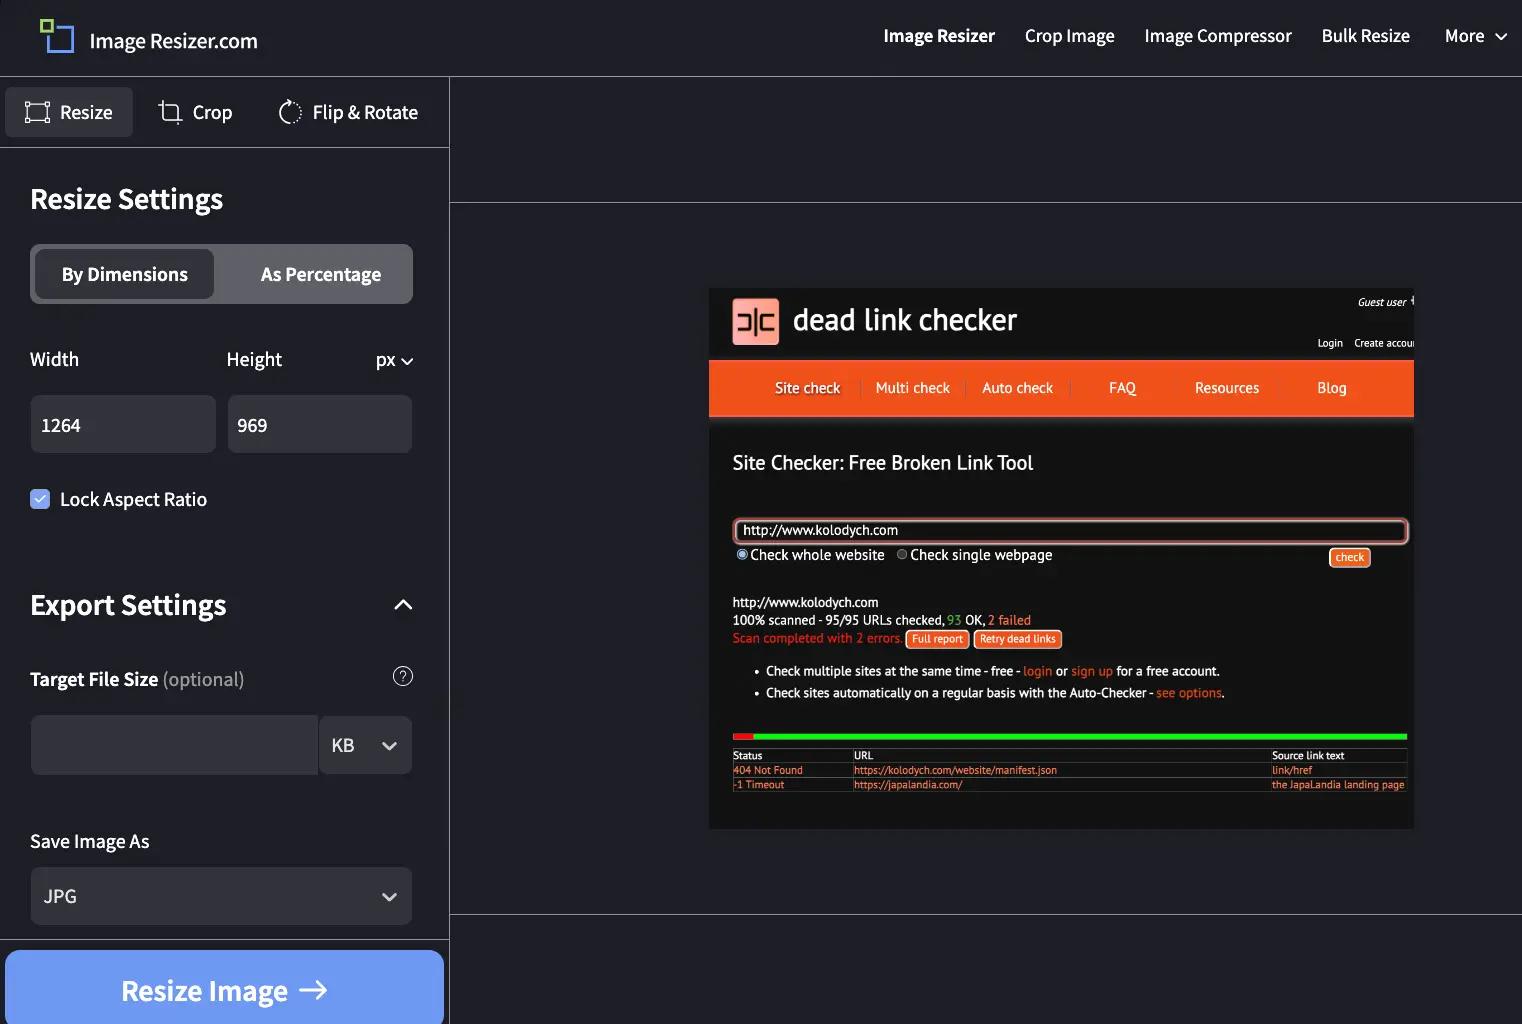 Image Resizer.com
Image Resizer Crop Image Image Compressor Bulk Resize More
Resize Crop Flip & Rotate
Resize Settings
By Dimensions As Percentage
Width Height px
1264 969
Lock Aspect Ratio
Export Settings
Target File Size (optional) ?
KB
Save Image As
JPG
Resize Image →
Guest user
dead link checker
Login Create accou
Site check Multi check Auto check FAQ Resources Blog
Site Checker: Free Broken Link Tool
http://www.kolodych.com
Check whole website Check single webpage check
http://www.kolodych.com
100% scanned - 95/95 URLs checked, 93 OK, 2 failed
Scan completed with 2 errors. Full report Retry dead links
• Check multiple sites at the same time - free - login or sign up for a free account.
• Check sites automatically on a regular basis with the Auto-Checker - see options.
Status URL Source link text
404 Not Found https://kolodych.com/website/manifest.json link/href
-1 Timeout https://japalandia.com/ the JapaLandia landing page